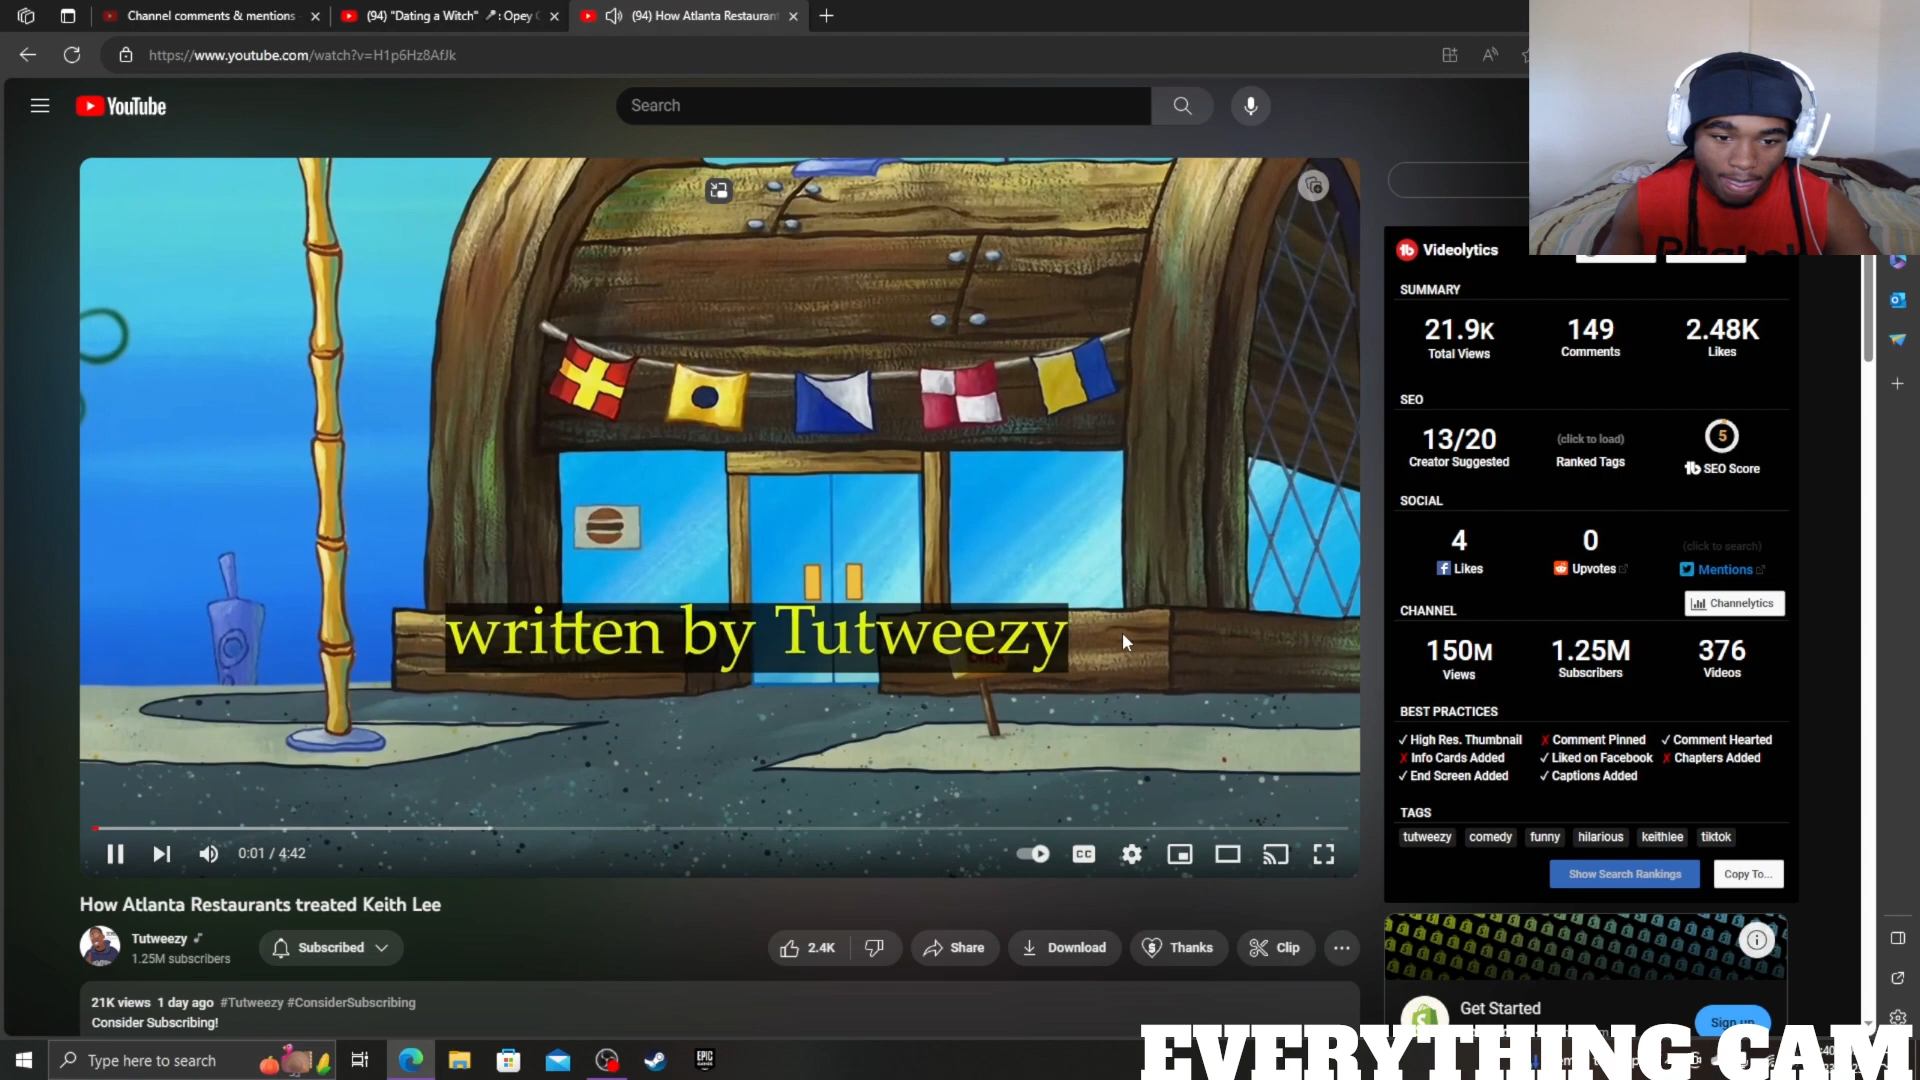 Channel comments & mentions
(94) "Dating a Witch" 🎤: Opey
(94) How Atlanta Restauran
https://www.youtube.com/watch?v=H1p6Hz8AfJk
YouTube
Search
written by Tutweezy
0:01 / 4:42
CC
How Atlanta Restaurants treated Keith Lee
Tutweezy
1.25M subscribers
Subscribed
2.4K
Share
Download
Thanks
Clip
21K views 1 day ago #Tutweezy #ConsiderSubscribing
Consider Subscribing!
Videolytics
SUMMARY
21.9K 149 2.48K
Total Views Comments Likes
SEO
13/20 (click to load) 5
Creator Suggested Ranked Tags SEO Score
SOCIAL
4 0 (click to search)
Likes Upvotes Mentions
Channelytics
CHANNEL
150M 1.25M 376
Views Subscribers Videos
BEST PRACTICES
✓ High Res. Thumbnail ✗ Comment Pinned ✓ Comment Hearted
✗ Info Cards Added ✓ Liked on Facebook ✗ Chapters Added
✓ End Screen Added ✓ Captions Added
TAGS
tutweezy comedy funny hilarious keithlee tiktok
Show Search Rankings Copy To...
Get Started
Sign up
Type here to search
EPIC
GAMES
EVERYTHING CAM